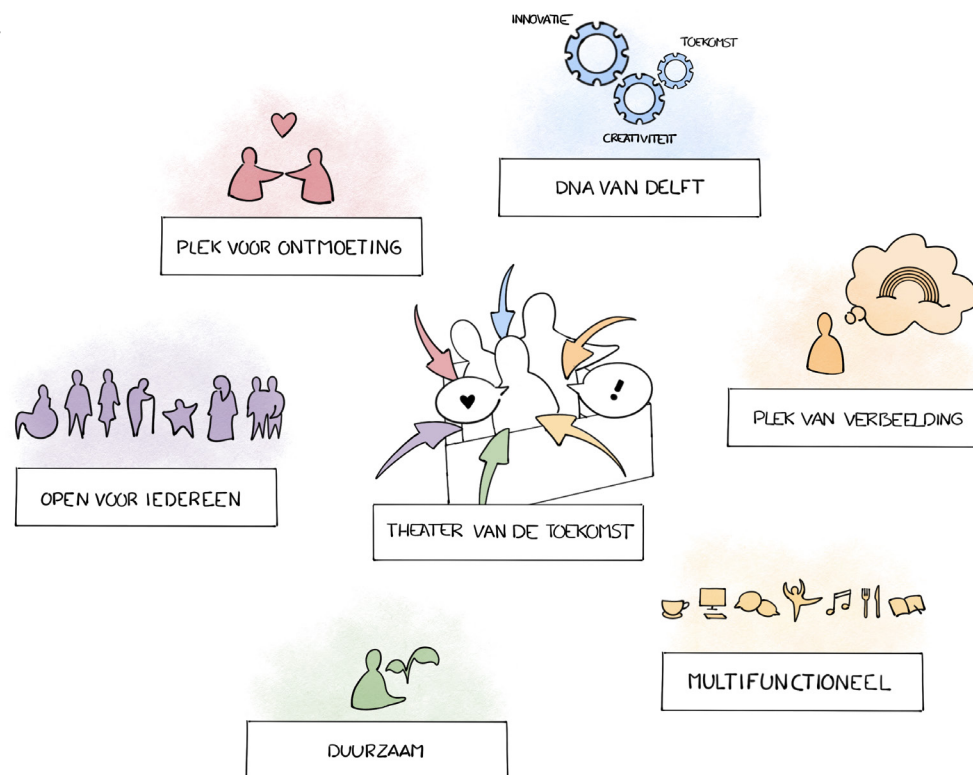 INNOVATIE
TOEKOMST
CREATIVITEIT
DNA VAN DELFT
PLEK VOOR ONTMOETING
PLEK VAN VERBEELDING
!
OPEN VOOR IEDEREEN
THEATER VAN DE TOEKOMST
MULTIFUNCTIONEEL
DUURZAAM